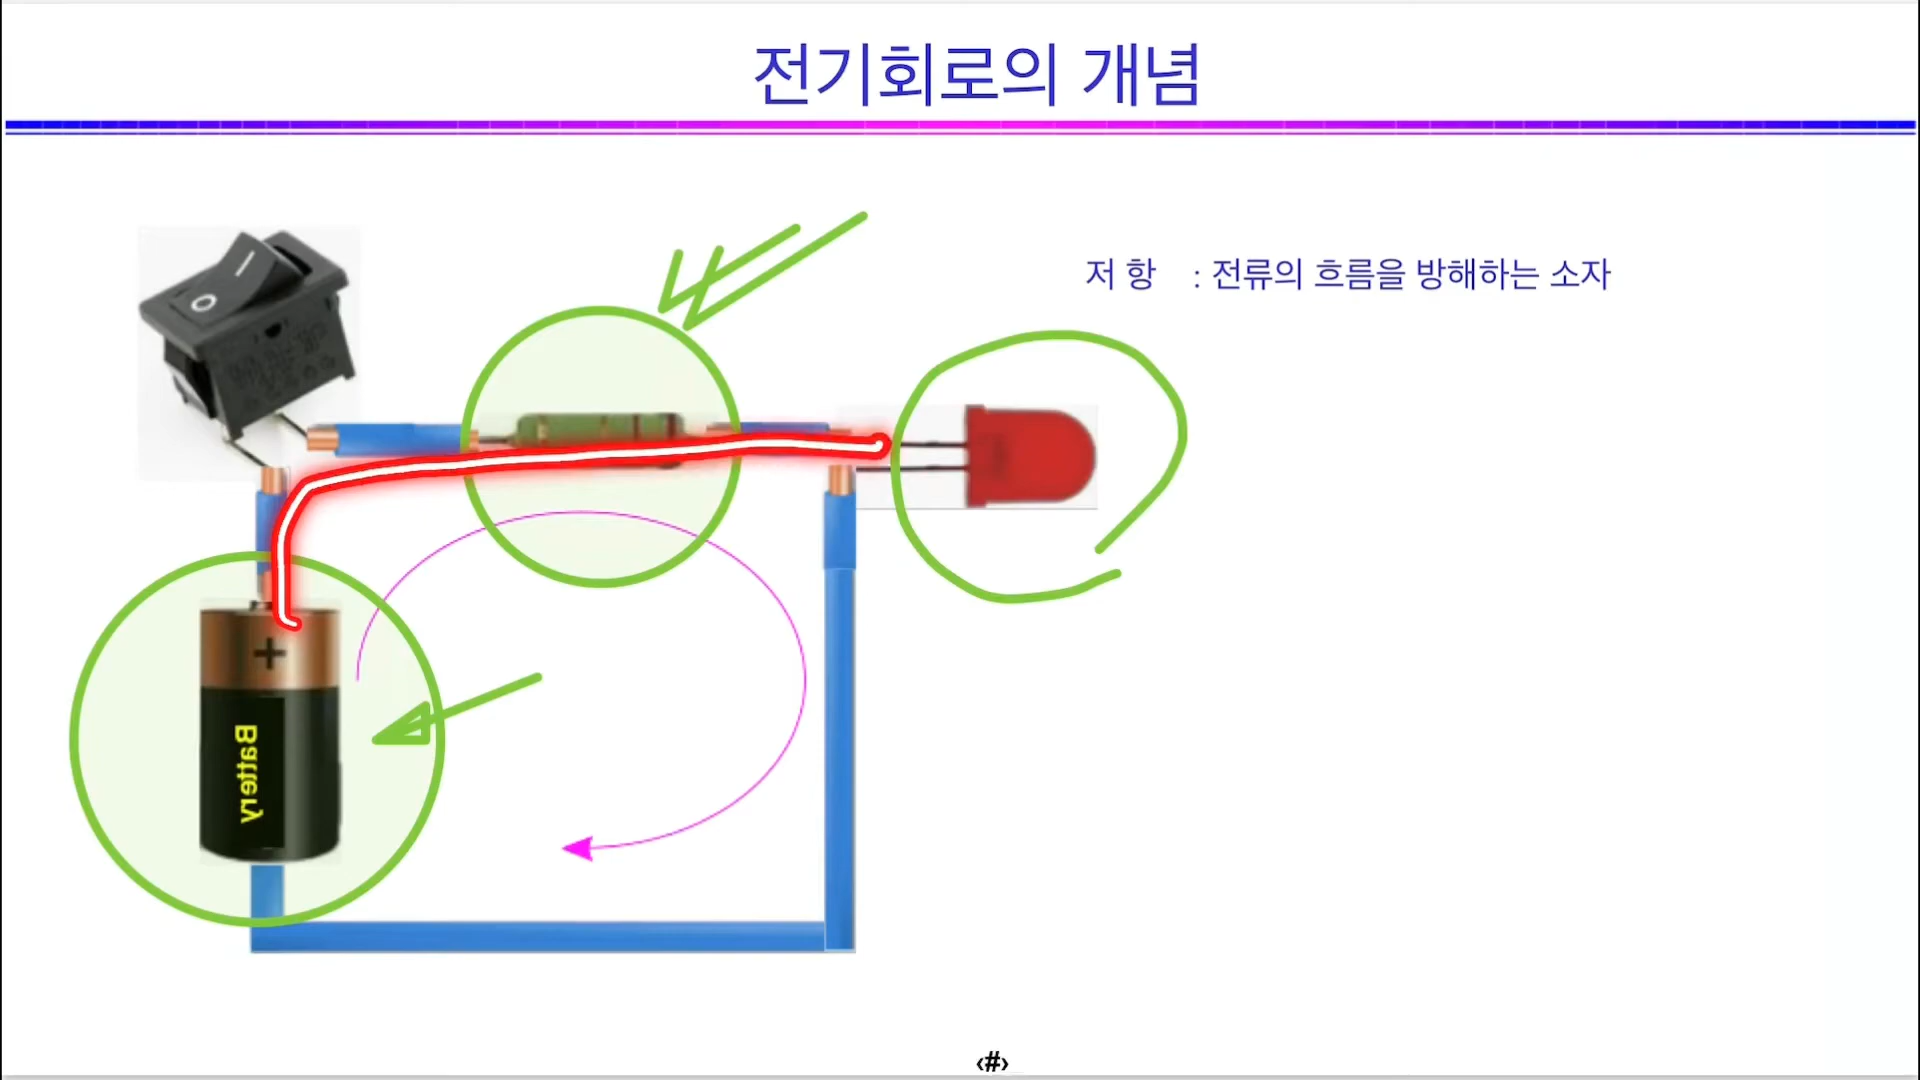 전기회로의 개념
저 항 : 전류의 흐름을 방해하는 소자
+
Battery
‹#›